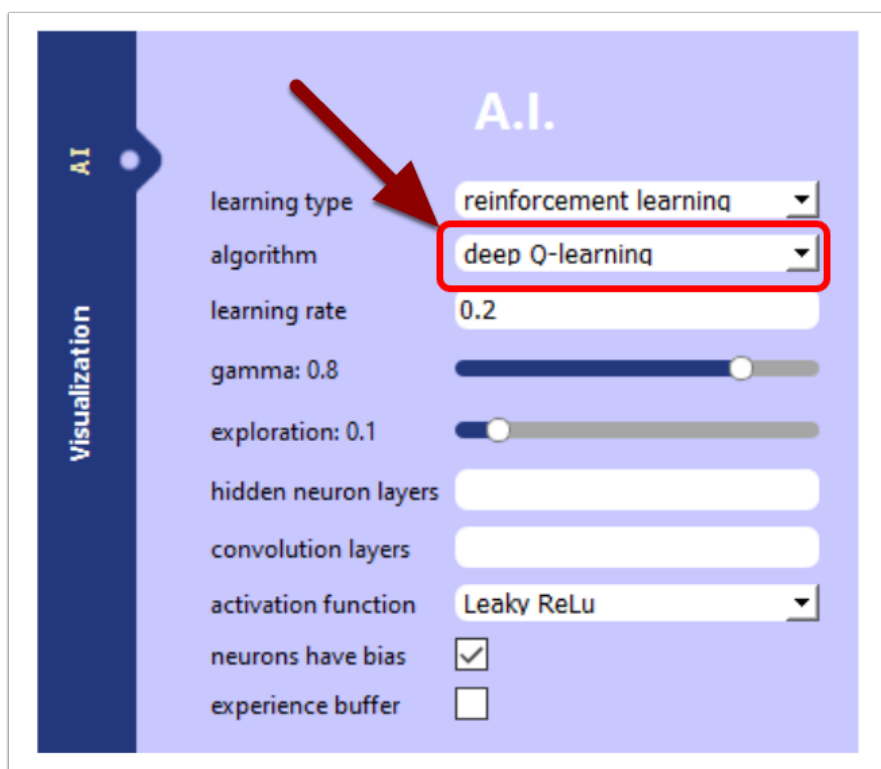 AI
Visualization
A.I.
learning type reinforcement learning
algorithm deep Q-learning
learning rate 0.2
gamma: 0.8
exploration: 0.1
hidden neuron layers
convolution layers
activation function Leaky ReLu
neurons have bias
experience buffer